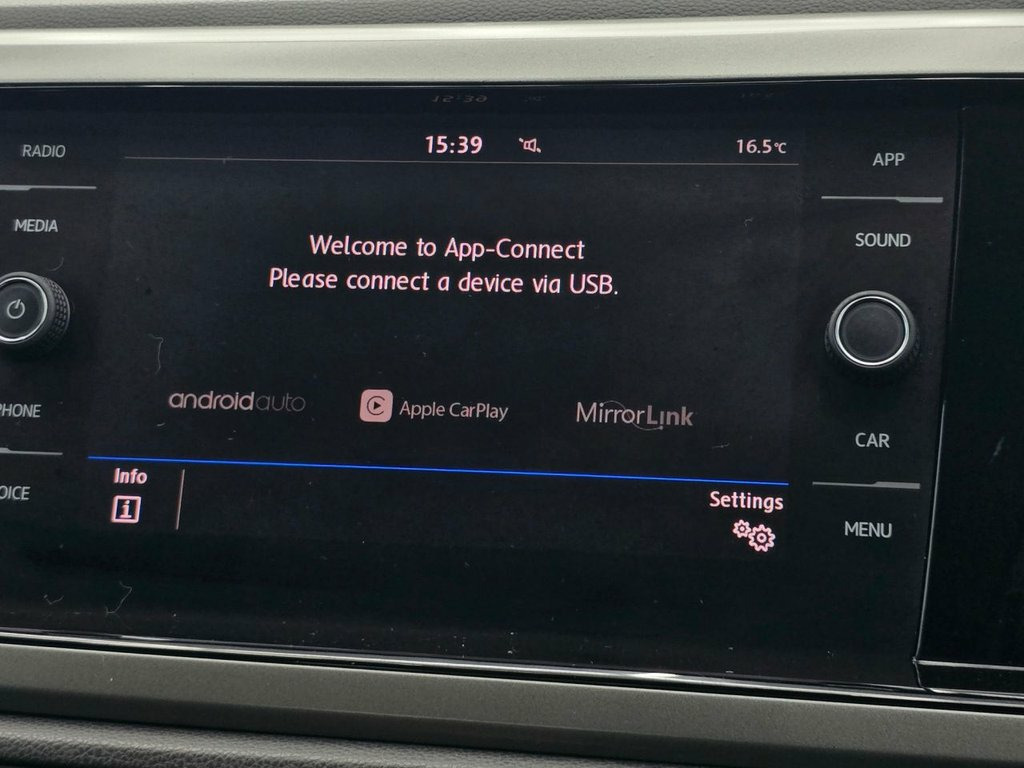 15:39
16.5°C
RADIO
APP
MEDIA
SOUND
Welcome to App-Connect
Please connect a device via USB.
androidauto
Apple CarPlay
MirrorLink
PHONE
CAR
Info
Settings
OICE
MENU